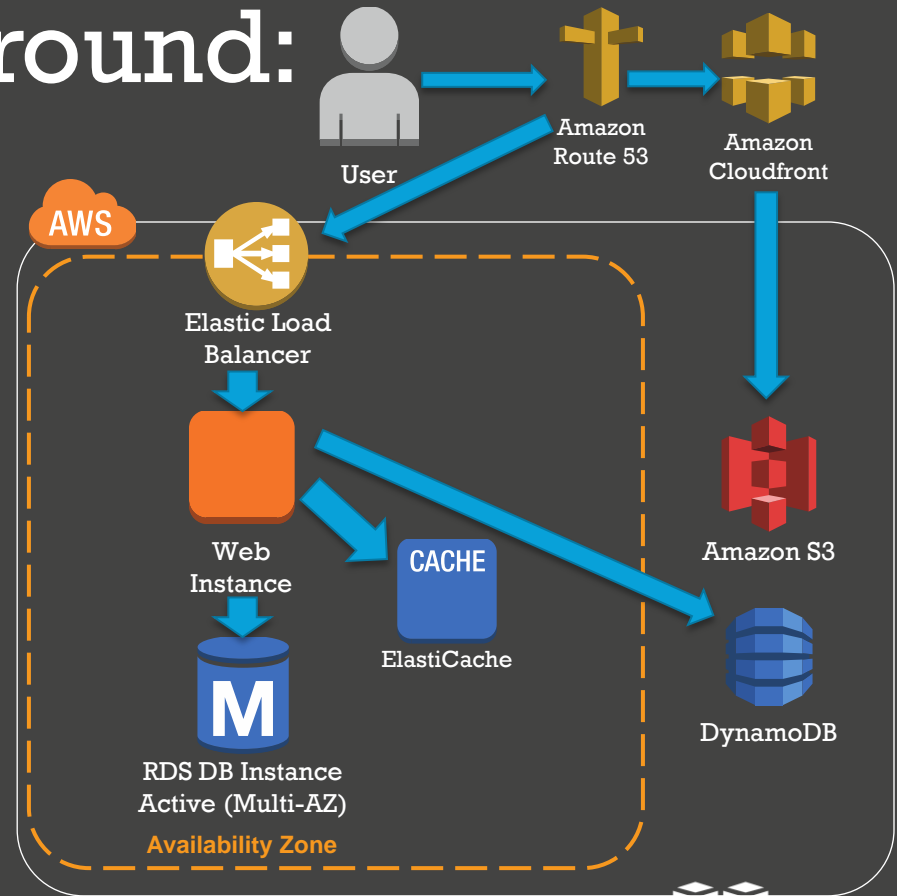 round:
User
Amazon
Route 53
Amazon
Cloudfront
AWS
Elastic Load
Balancer
Web
Instance
CACHE
ElastiCache
Amazon S3
DynamoDB
M
RDS DB Instance
Active (Multi-AZ)
Availability Zone